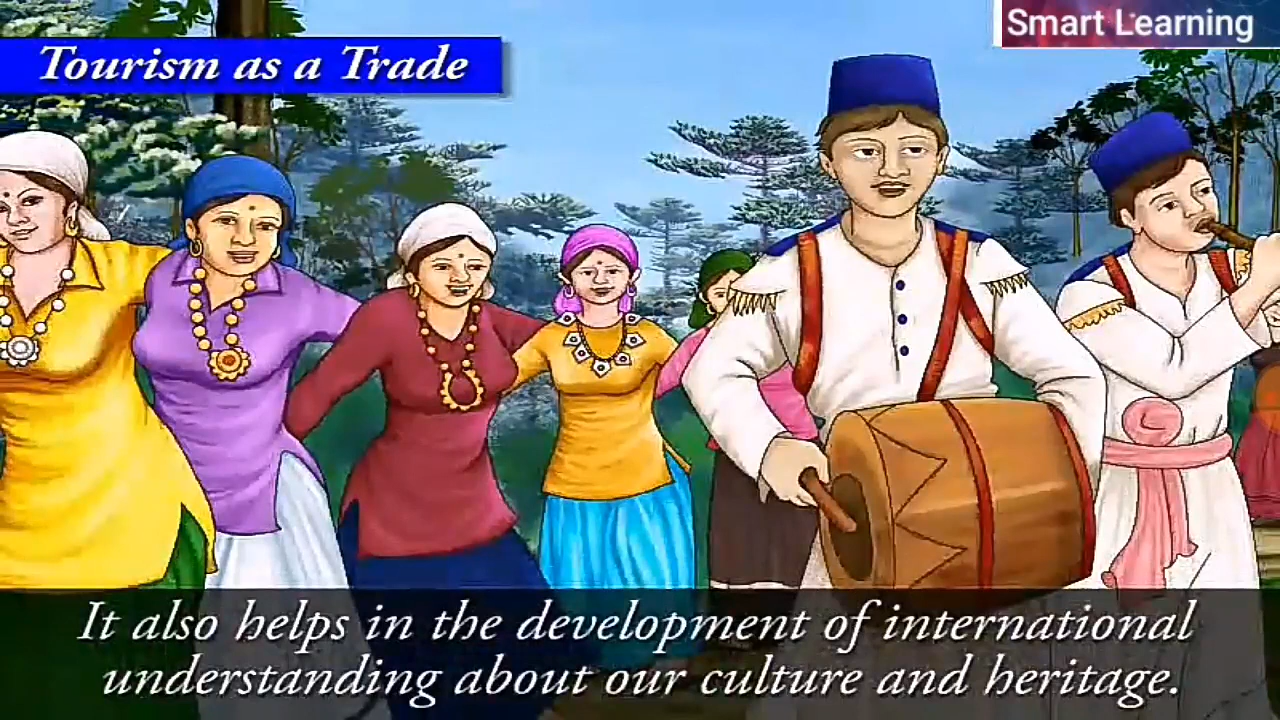 Smart Learning
Tourism as a Trade
It also helps in the development of international
understanding about our culture and heritage.